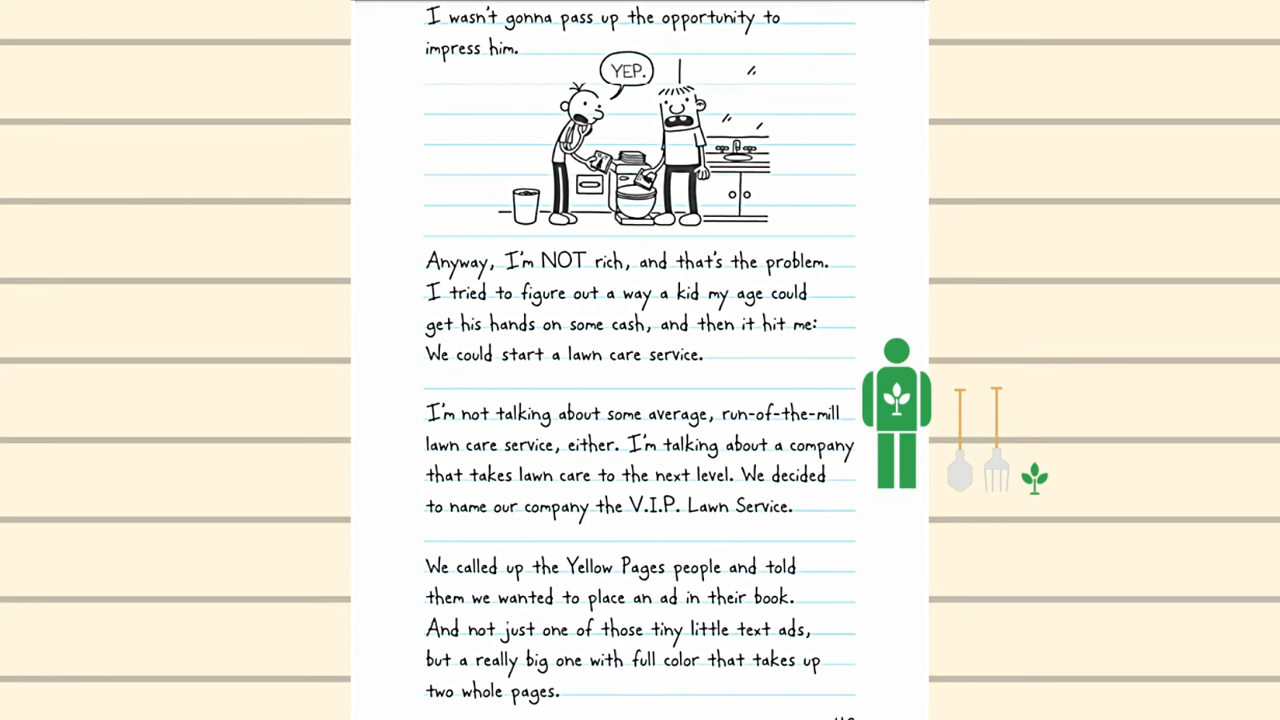 I wasn't gonna pass up the opportunity to
impress him.
YEP.
Anyway, I'm NOT rich, and that's the problem.
I tried to figure out a way a kid my age could
get his hands on some cash, and then it hit me:
We could start a lawn care service.
I'm not talking about some average, run-of-the-mill
lawn care service, either. I'm talking about a company
that takes lawn care to the next level. We decided
to name our company the V.I.P. Lawn Service.
We called up the Yellow Pages people and told
them we wanted to place an ad in their book.
And not just one of those tiny little text ads,
but a really big one with full color that takes up
two whole pages.